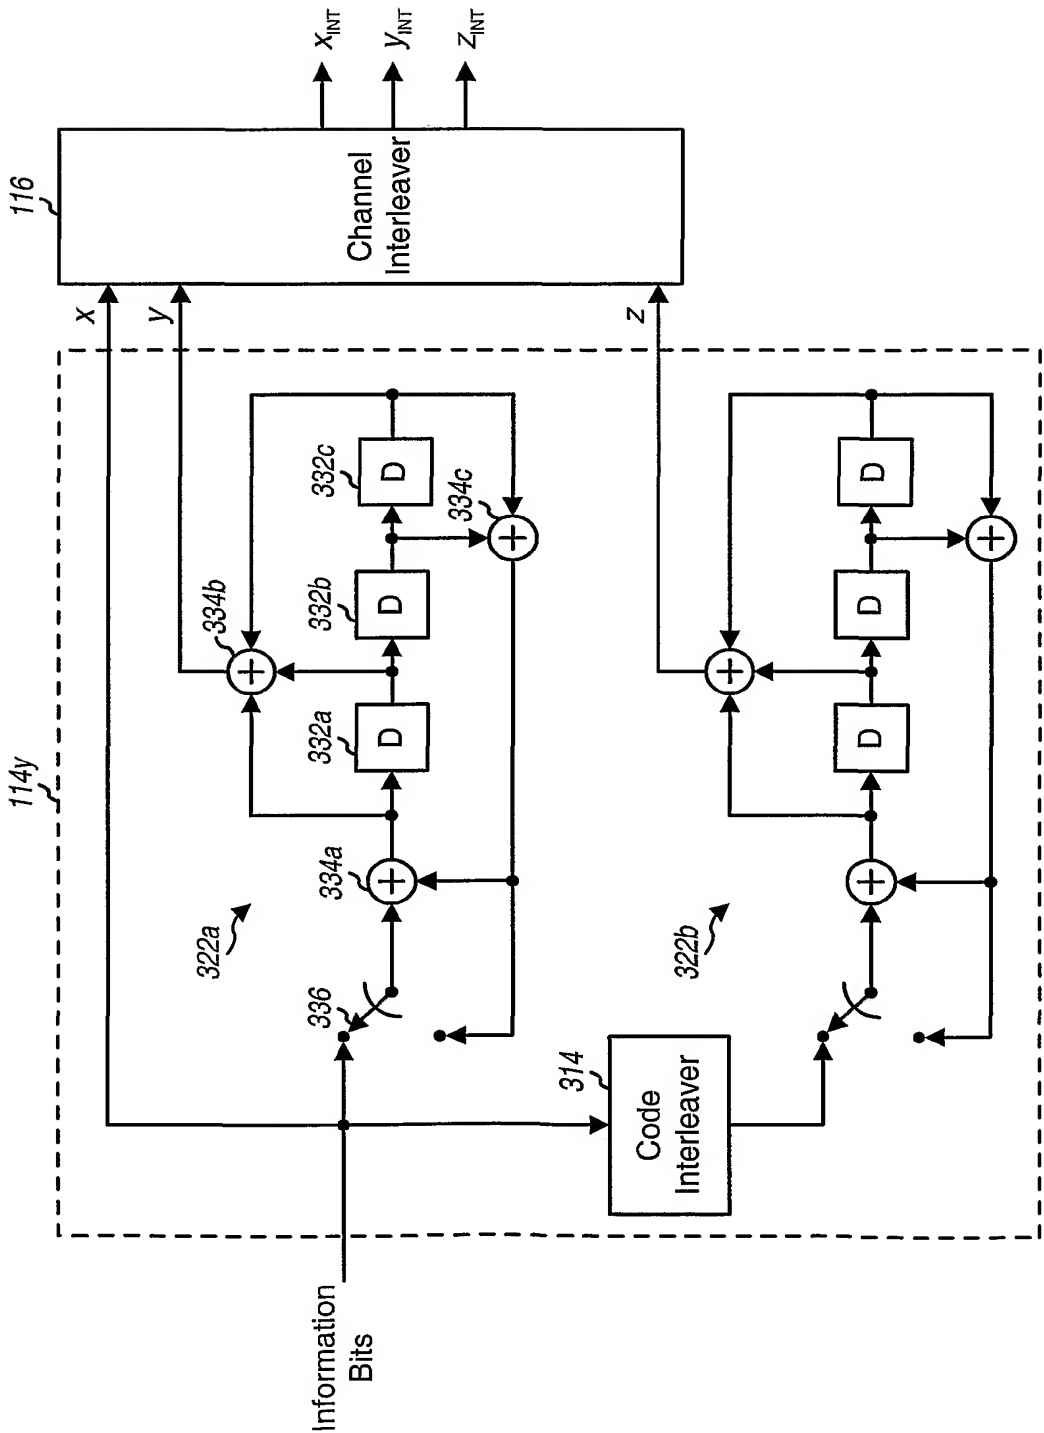 Information
Bits
114y
x
y
z
322a
336
334a
332a
D
334b
332b
D
332c
D
334c
+
+
+
314
Code
Interleaver
322b
D
D
D
+
+
+
116
Channel
Interleaver
xINT
yINT
zINT